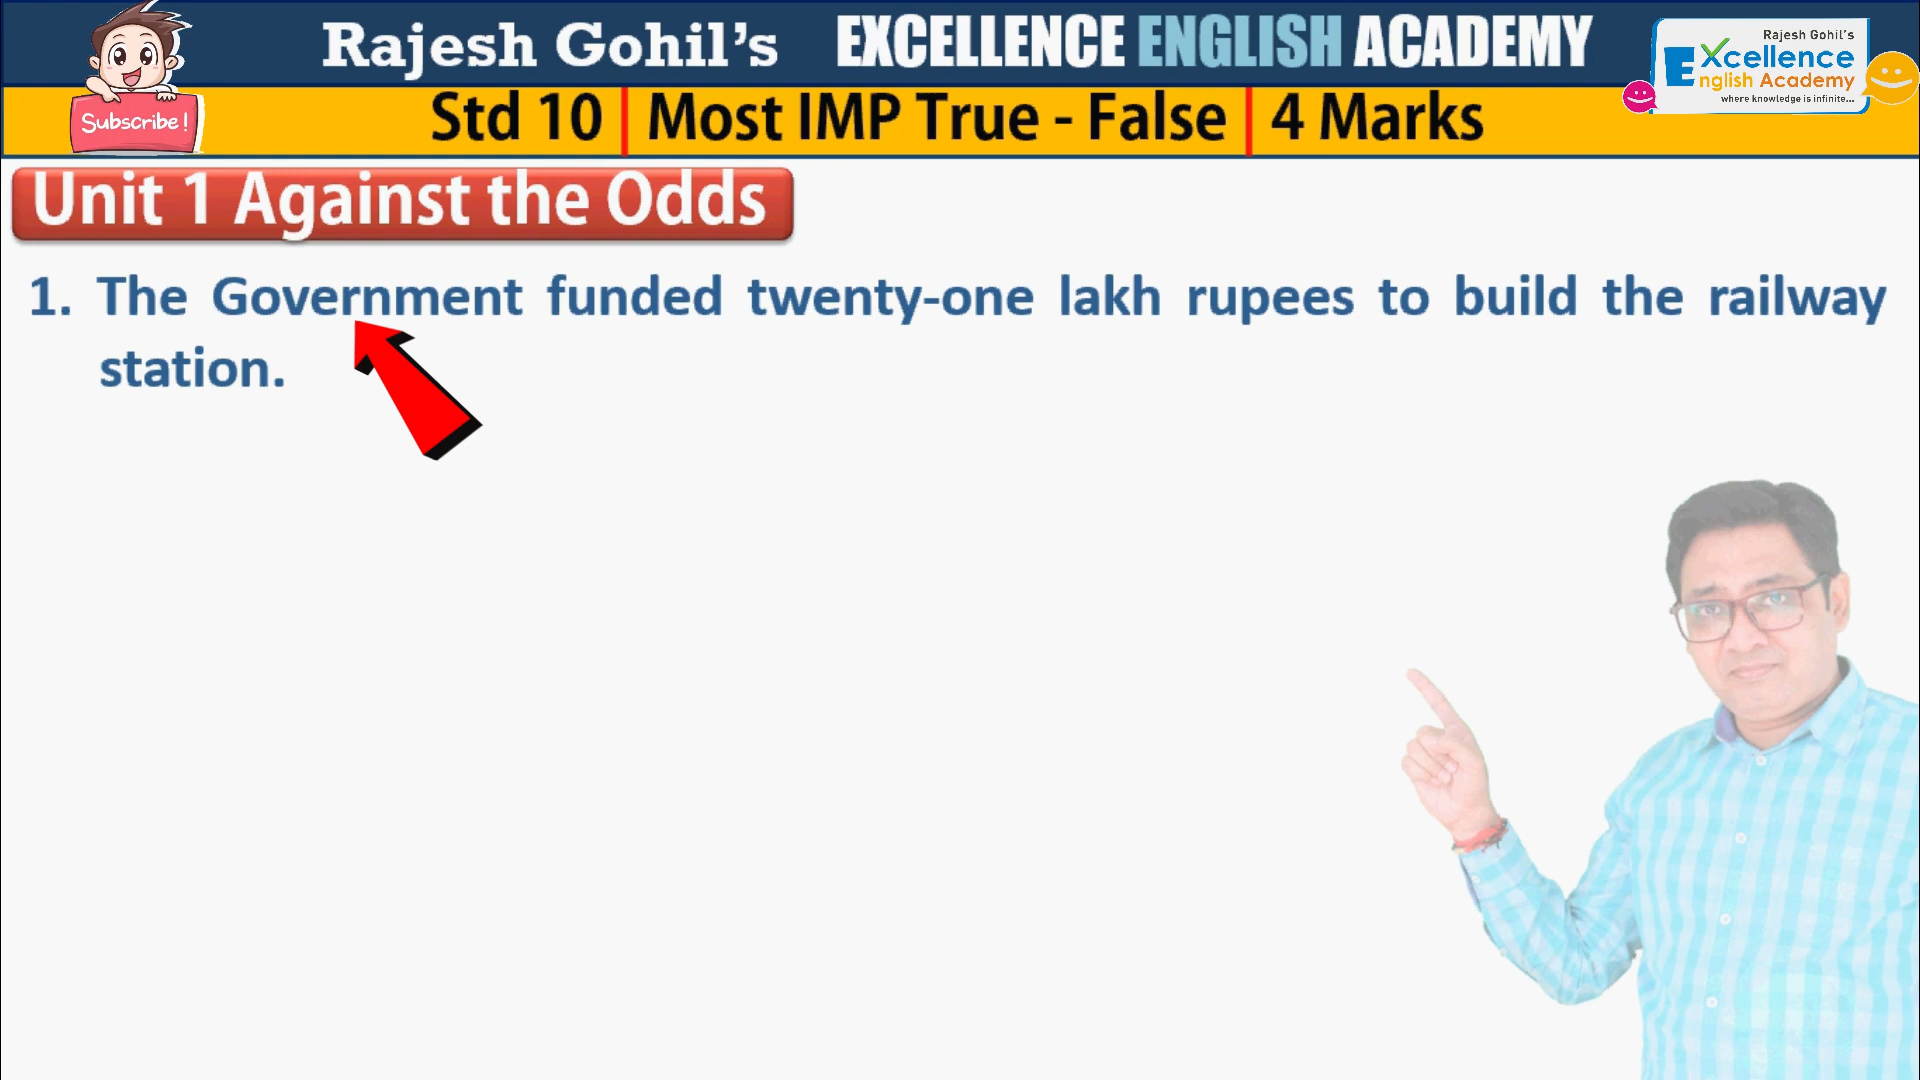 Rajesh Gohil's EXCELLENCE ENGLISH ACADEMY
Rajesh Gohil's
Excellence
English Academy
where knowledge is infinite...
Subscribe!
Std 10 | Most IMP True - False | 4 Marks
Unit 1 Against the Odds
1. The Government funded twenty-one lakh rupees to build the railway
station.